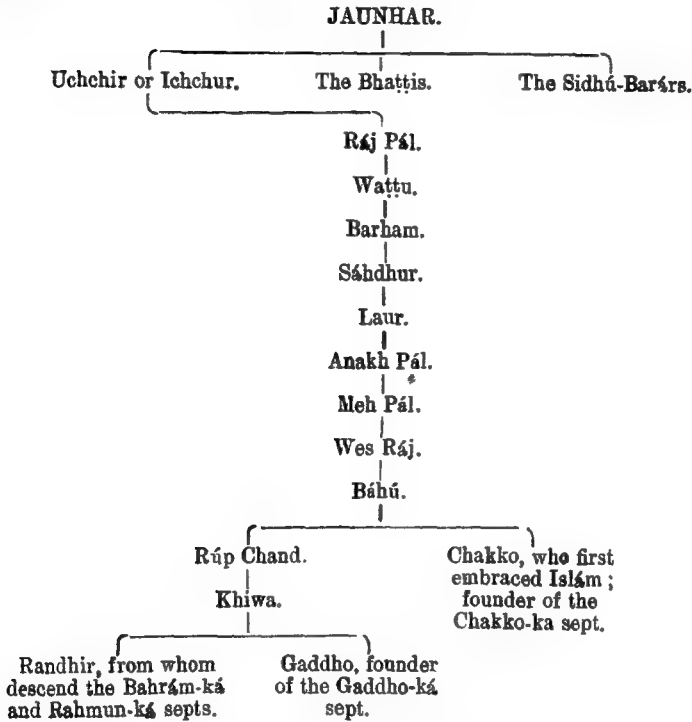 JAUNHAR.
Uchchir or Ichchur. The Bhaṭṭis. The Sidhú-Barárs.
Ráj Pál.
Waṭṭu.
Barham.
Sáhdhur.
Laur.
Anakh Pál.
Meh Pál.
Wes Ráj.
Báhú.
Rúp Chand.
Khiwa.
Chakko, who first
embraced Islám ;
founder of the
Chakko-ka sept.
Randhir, from whom
descend the Bahrám-ká
and Rahmun-ká septs.
Gaddho, founder
of the Gaddho-ká
sept.